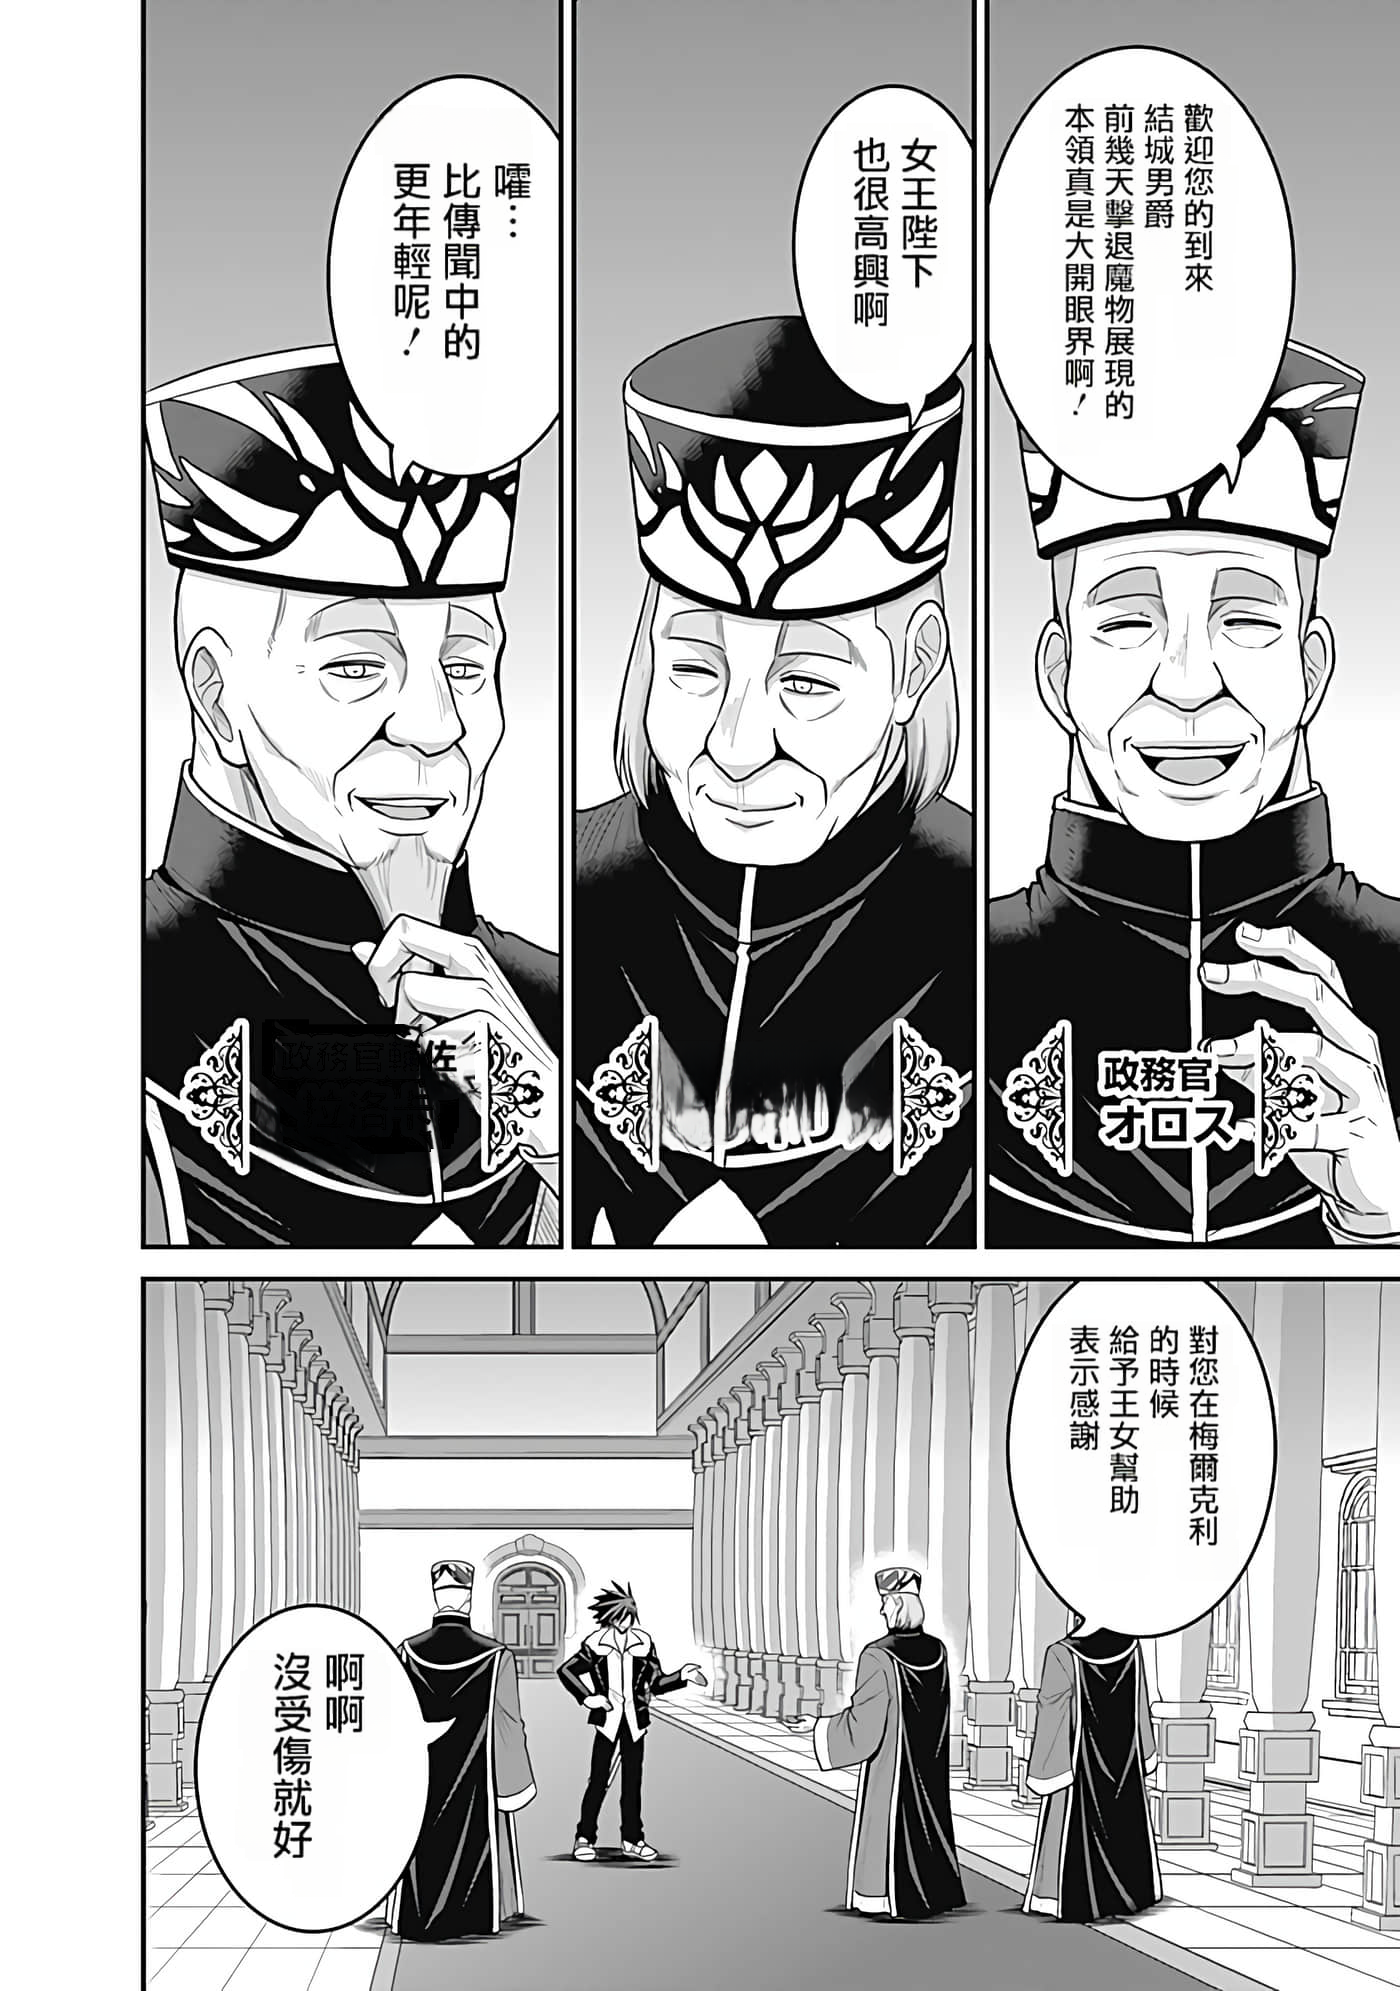 歡迎您的到來
結城男爵
前幾天擊退魔物展現的
本領真是大開眼界啊！
政務官
オロス
女王陛下
也很高興啊
嚯…
比傳聞中的
更年輕呢！
政務官輔佐
對您在梅爾克利
的時候
給予王女幫助
表示感謝
啊啊
沒受傷就好